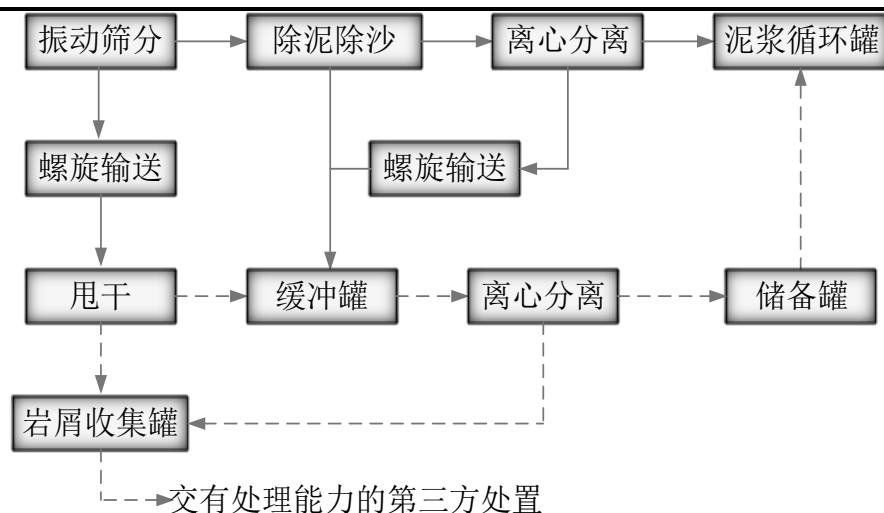 振动筛分
除泥除沙
离心分离
泥浆循环罐
螺旋输送
螺旋输送
甩干
缓冲罐
离心分离
储备罐
岩屑收集罐
交有处理能力的第三方处置